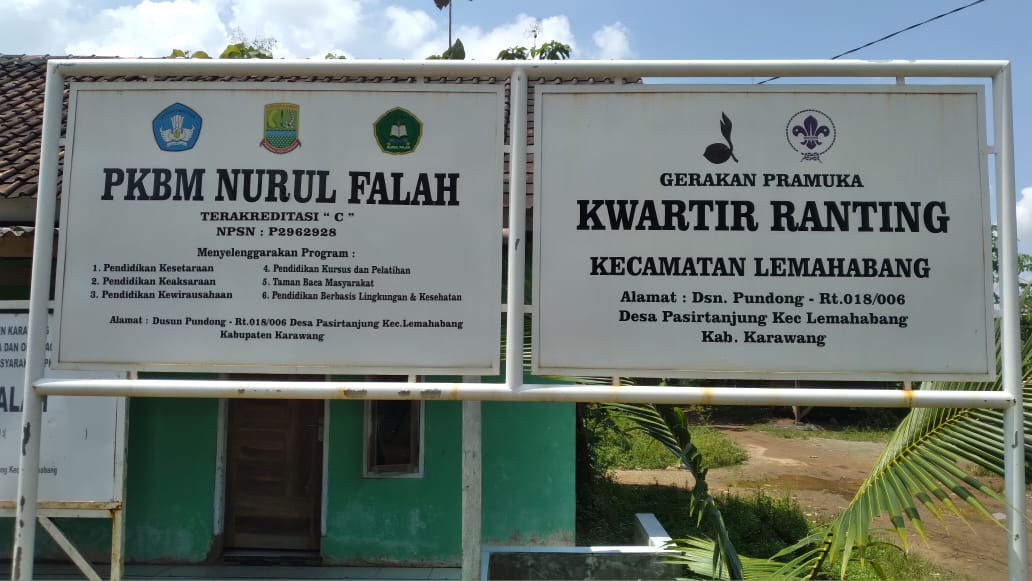 PKBM NURUL FALAH
TERAKREDITASI “ C ”
NPSN : P2962928
Menyelenggarakan Program :
1. Pendidikan Kesetaraan
2. Pendidikan Keaksaraan
3. Pendidikan Kewirausahaan
4. Pendidikan Kursus dan Pelatihan
5. Taman Baca Masyarakat
6. Pendidikan Berbasis Lingkungan & Kesehatan
Alamat : Dusun Pundong - Rt.018/006 Desa Pasirtanjung Kec.Lemahabang
Kabupaten Karawang
NURUL FALAH
GERAKAN PRAMUKA
KWARTIR RANTING
KECAMATAN LEMAHABANG
Alamat : Dsn. Pundong - Rt.018/006
Desa Pasirtanjung Kec Lemahabang
Kab. Karawang